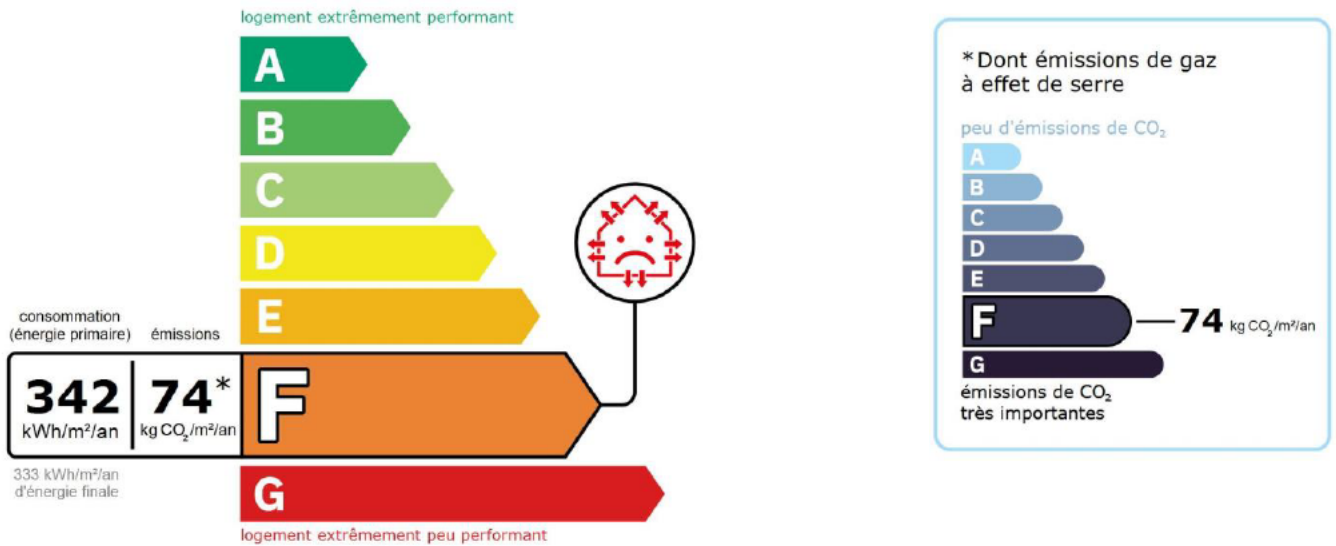 logement extrêmement performant
A
B
C
D
E
consommation
(énergie primaire) émissions
342 74*
kWh/m²/an kg CO₂/m²/an
F
333 kWh/m²/an
d'énergie finale
G
logement extrêmement peu performant
*Dont émissions de gaz
à effet de serre
peu d'émissions de CO₂
A
B
C
D
E
F 74 kg CO₂/m²/an
G
émissions de CO₂
très importantes